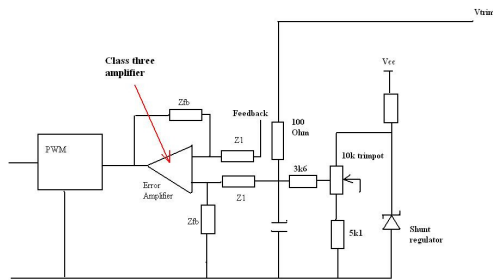 Vtrim
Class three
amplifier
Vcc
Zfb
Feedback
100
Ohm
PWM
Z1
10k trimpot
3k6
Error
Amplifier
Z1
Zfb
5k1
Shunt
regulator